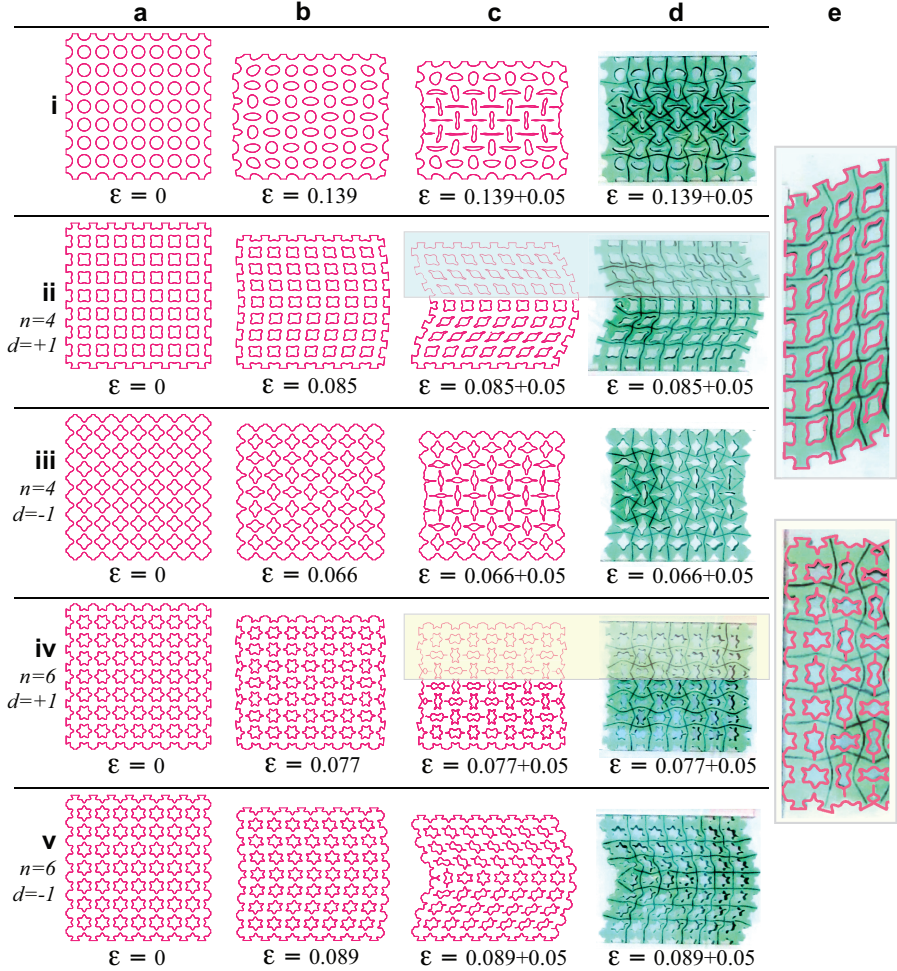 a b c d e
i
ε = 0 ε = 0.139 ε = 0.139+0.05 ε = 0.139+0.05
ii
n=4
d=+1
ε = 0 ε = 0.085 ε = 0.085+0.05 ε = 0.085+0.05
iii
n=4
d=-1
ε = 0 ε = 0.066 ε = 0.066+0.05 ε = 0.066+0.05
iv
n=6
d=+1
ε = 0 ε = 0.077 ε = 0.077+0.05 ε = 0.077+0.05
v
n=6
d=-1
ε = 0 ε = 0.089 ε = 0.089+0.05 ε = 0.089+0.05